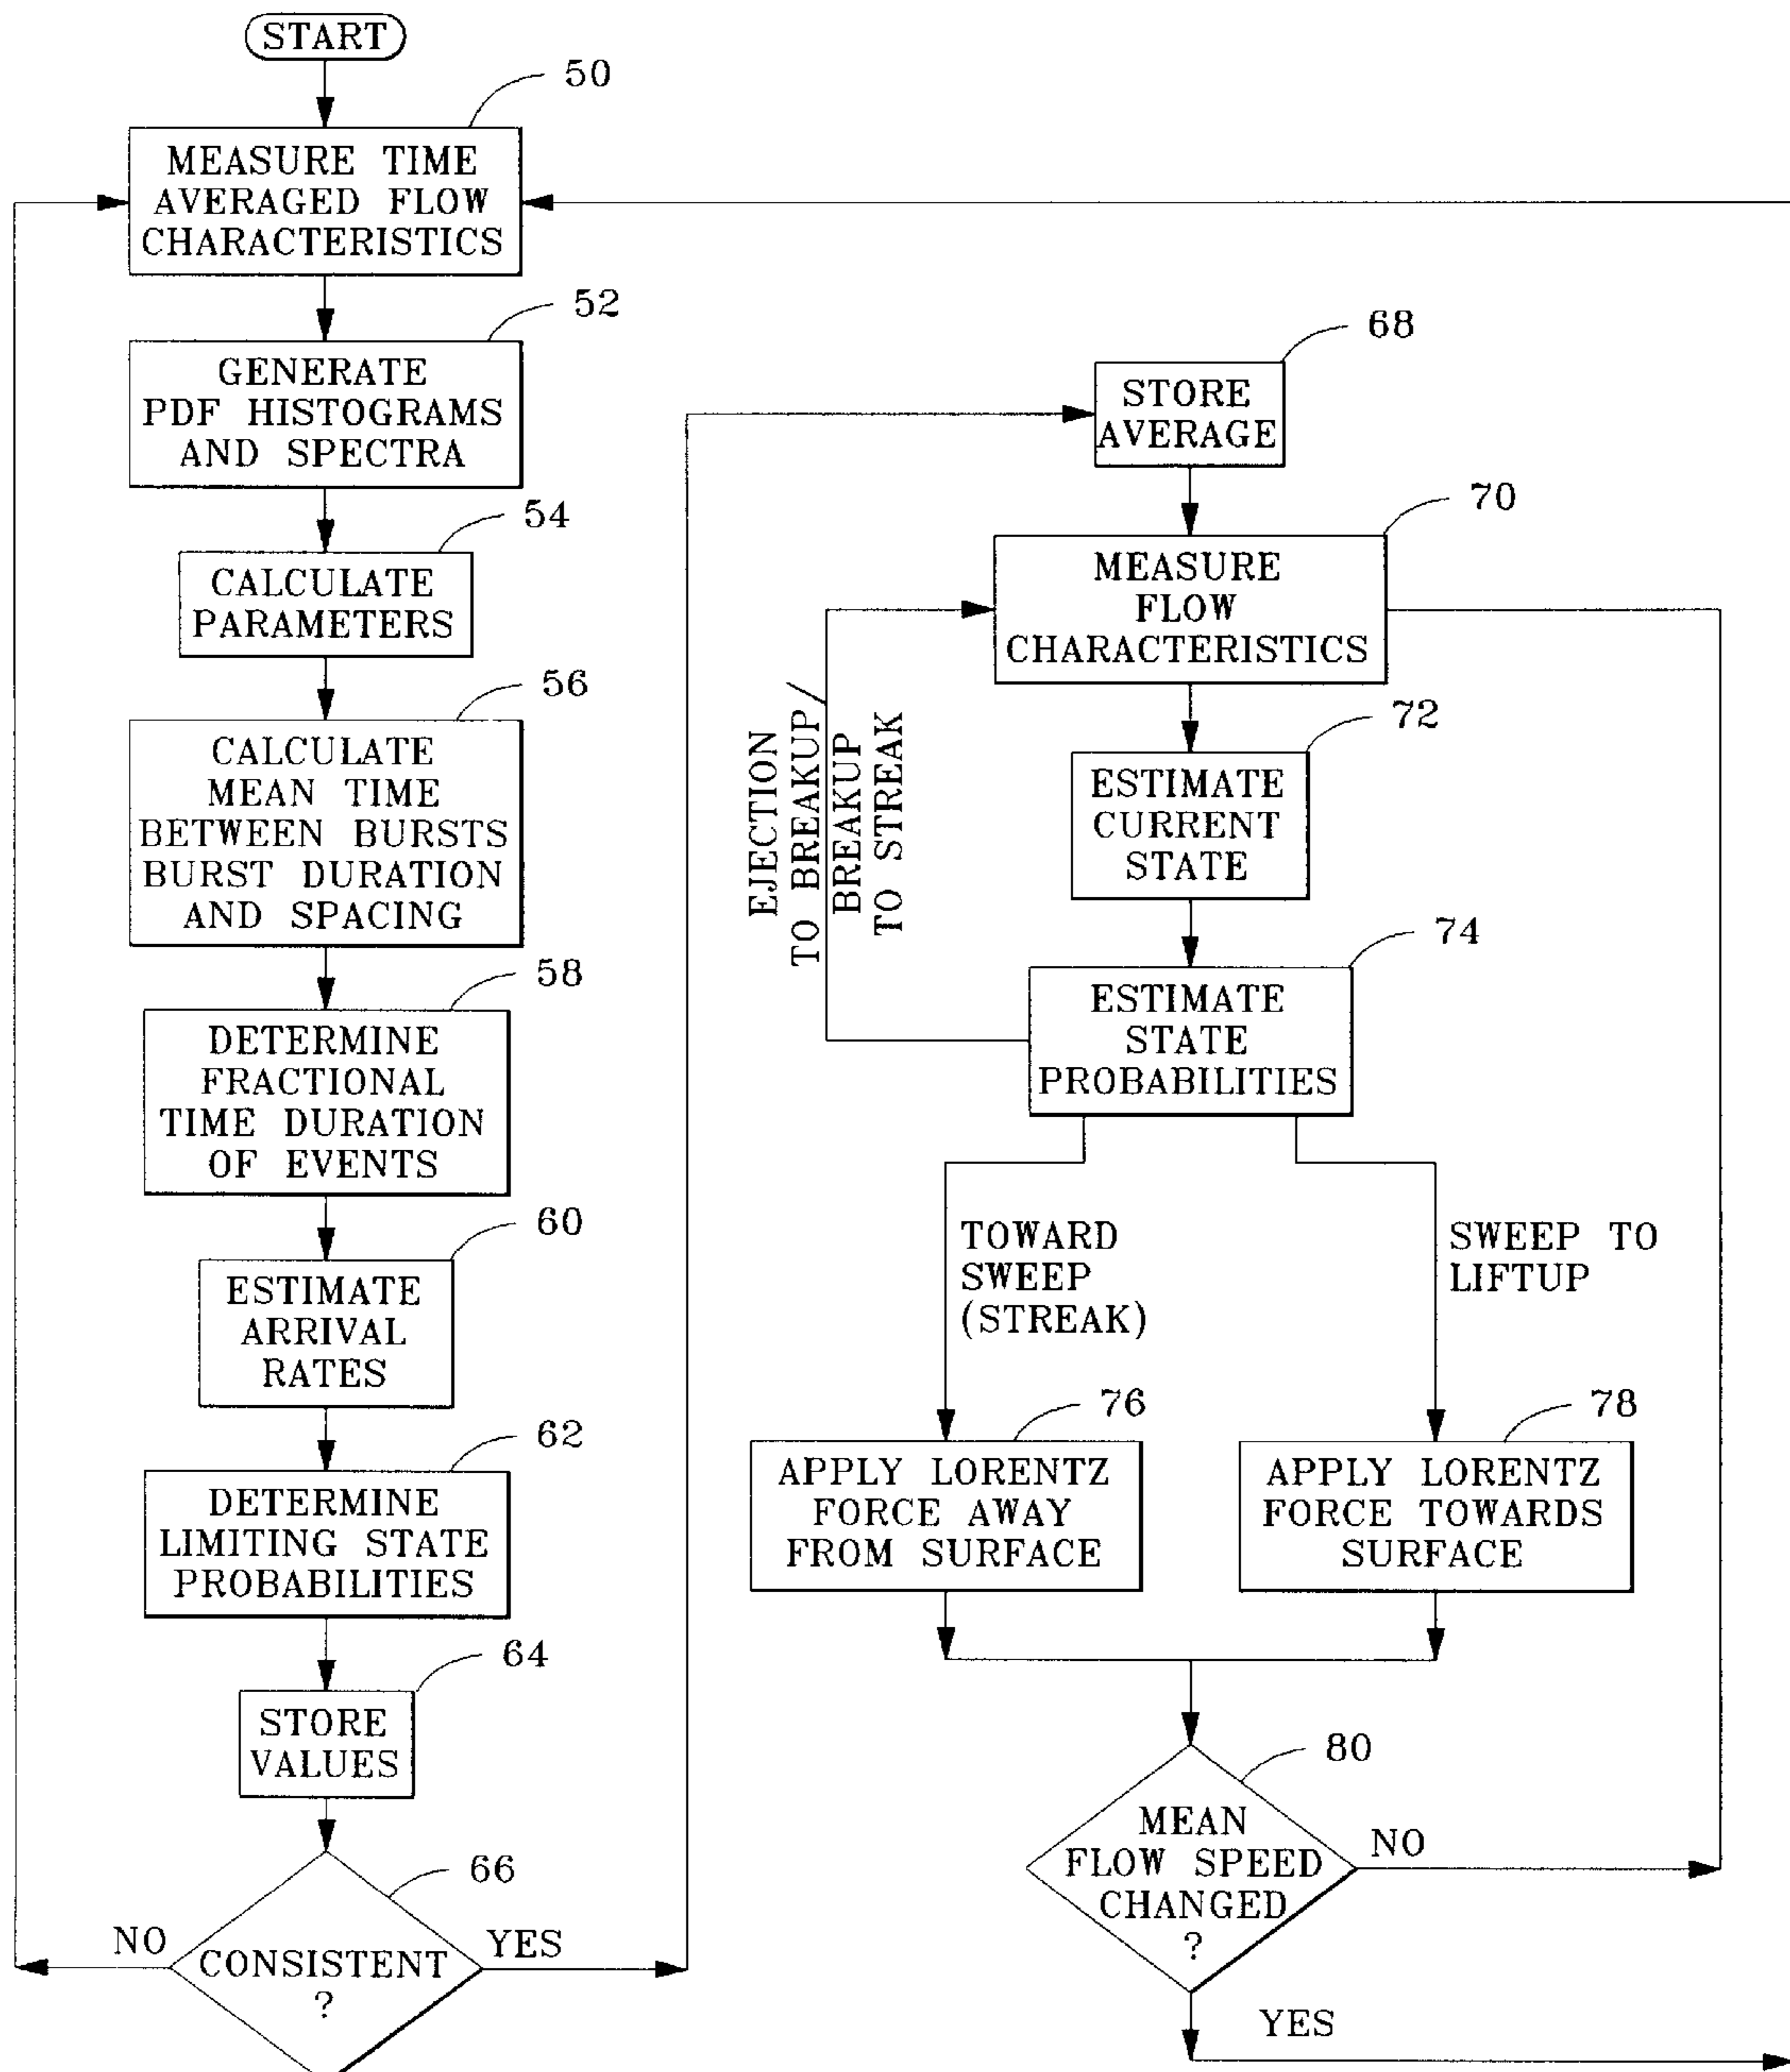 START
50
MEASURE TIME
AVERAGED FLOW
CHARACTERISTICS
52
GENERATE
PDF HISTOGRAMS
AND SPECTRA
54
CALCULATE
PARAMETERS
56
CALCULATE
MEAN TIME
BETWEEN BURSTS
BURST DURATION
AND SPACING
58
DETERMINE
FRACTIONAL
TIME DURATION
OF EVENTS
60
ESTIMATE
ARRIVAL
RATES
62
DETERMINE
LIMITING STATE
PROBABILITIES
64
STORE
VALUES
66
CONSISTENT
?
NO
YES
68
STORE
AVERAGE
70
MEASURE
FLOW
CHARACTERISTICS
72
ESTIMATE
CURRENT
STATE
74
ESTIMATE
STATE
PROBABILITIES
EJECTION
TO BREAKUP /
BREAKUP
TO STREAK
TOWARD
SWEEP
(STREAK)
SWEEP TO
LIFTUP
76
APPLY LORENTZ
FORCE AWAY
FROM SURFACE
78
APPLY LORENTZ
FORCE TOWARDS
SURFACE
80
MEAN
FLOW SPEED
CHANGED
?
NO
YES